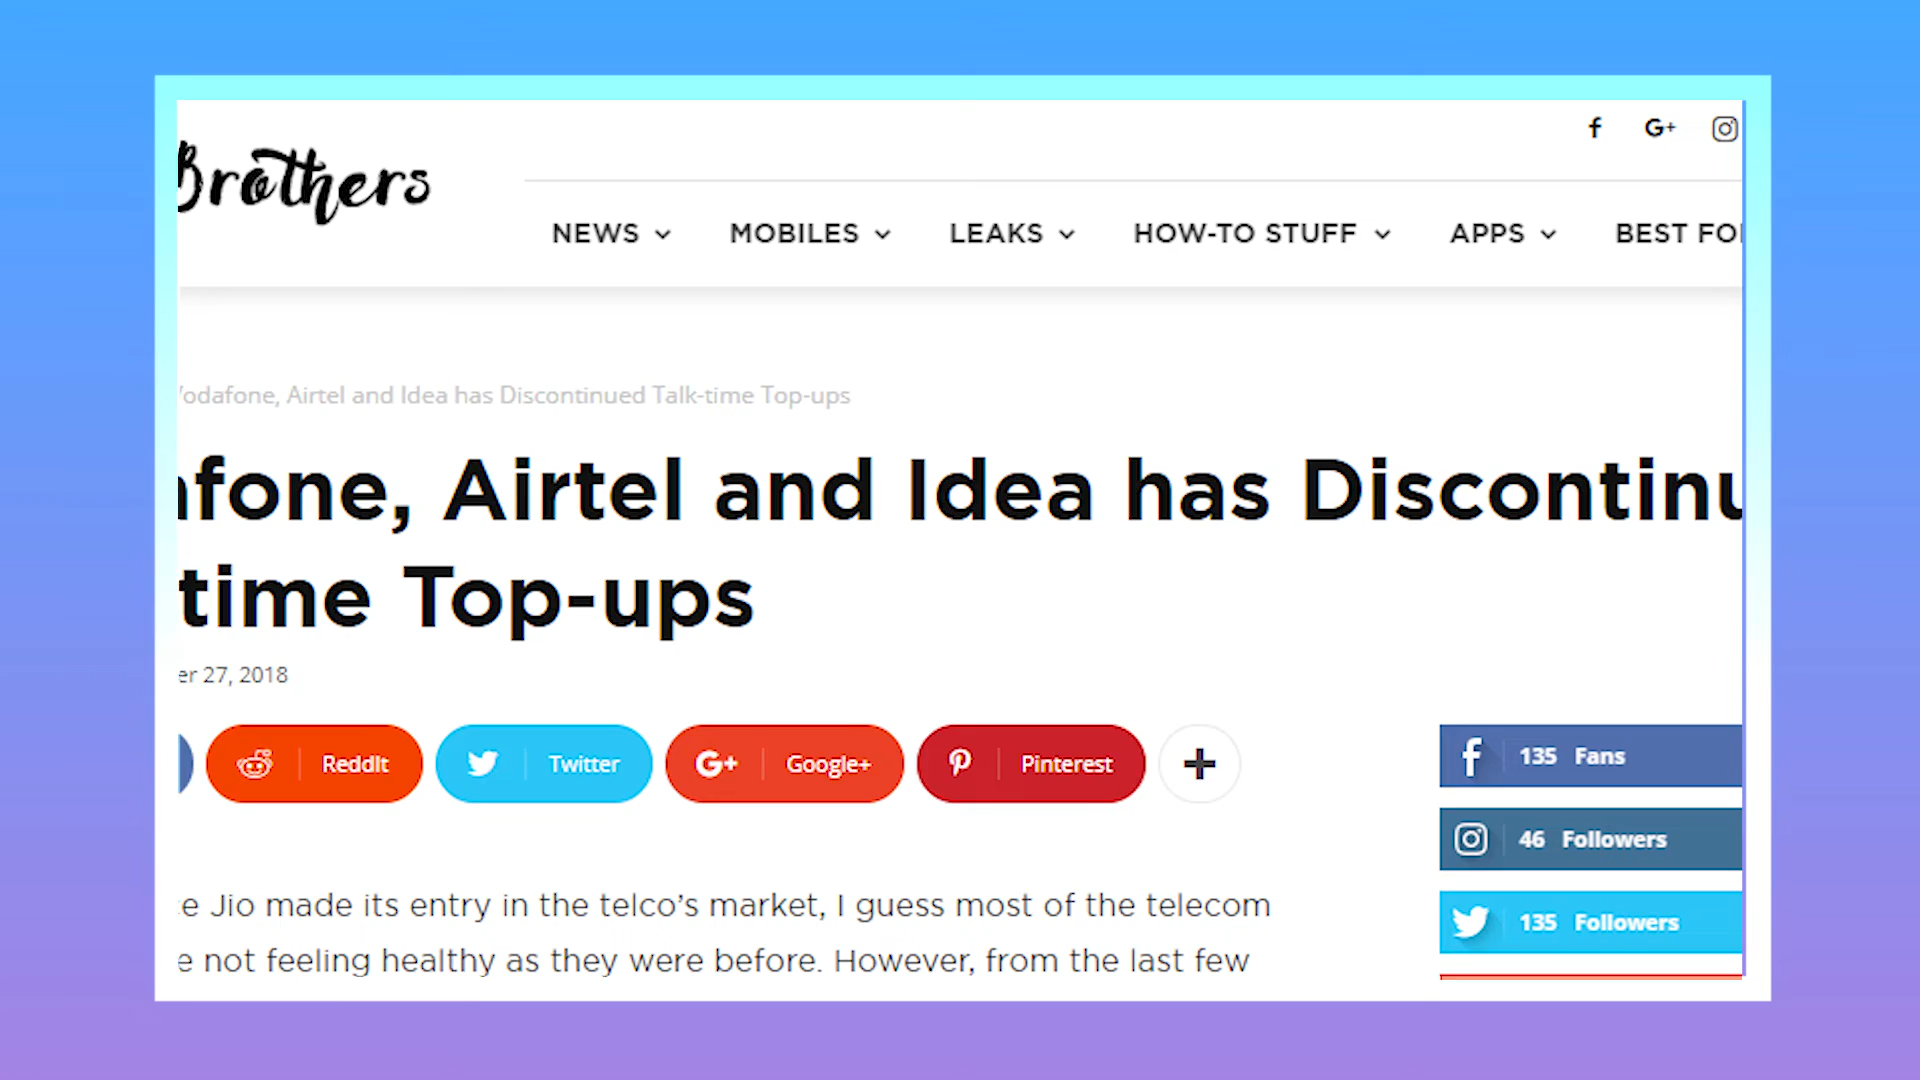 Brothers
G+
NEWS
MOBILES
LEAKS
HOW-TO STUFF
APPS
BEST FO
odafone, Airtel and Idea has Discontinued Talk-time Top-ups
afone, Airtel and Idea has Discontinu
time Top-ups
er 27, 2018
ReddIt
Twitter
G+ Google+
Pinterest
135 Fans
46 Followers
135 Followers
e Jio made its entry in the telco’s market, I guess most of the telecom
e not feeling healthy as they were before. However, from the last few